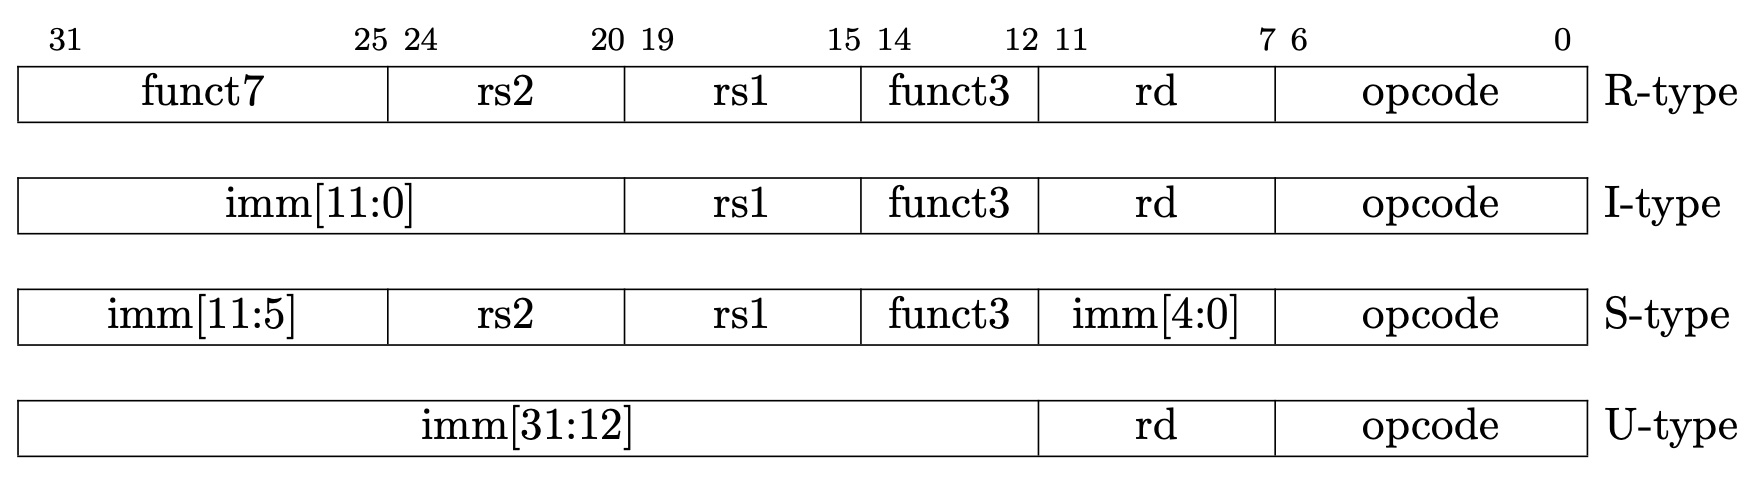 31 25 24 20 19 15 14 12 11 7 6 0
funct7 rs2 rs1 funct3 rd opcode R-type
imm[11:0] rs1 funct3 rd opcode I-type
imm[11:5] rs2 rs1 funct3 imm[4:0] opcode S-type
imm[31:12] rd opcode U-type